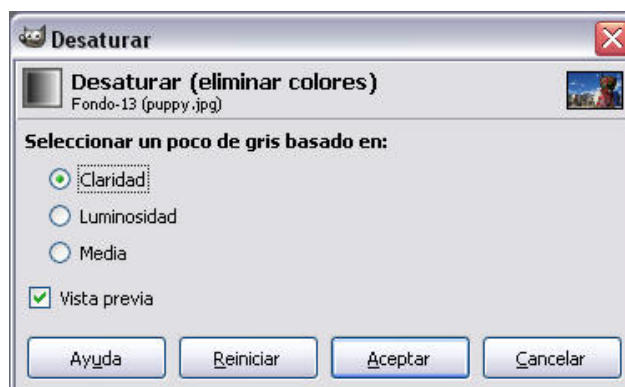 Desaturar
Desaturar (eliminar colores)
Fondo-13 (puppy.jpg)
Seleccionar un poco de gris basado en:
Claridad
Luminosidad
Media
Vista previa
Ayuda Reiniciar Aceptar Cancelar